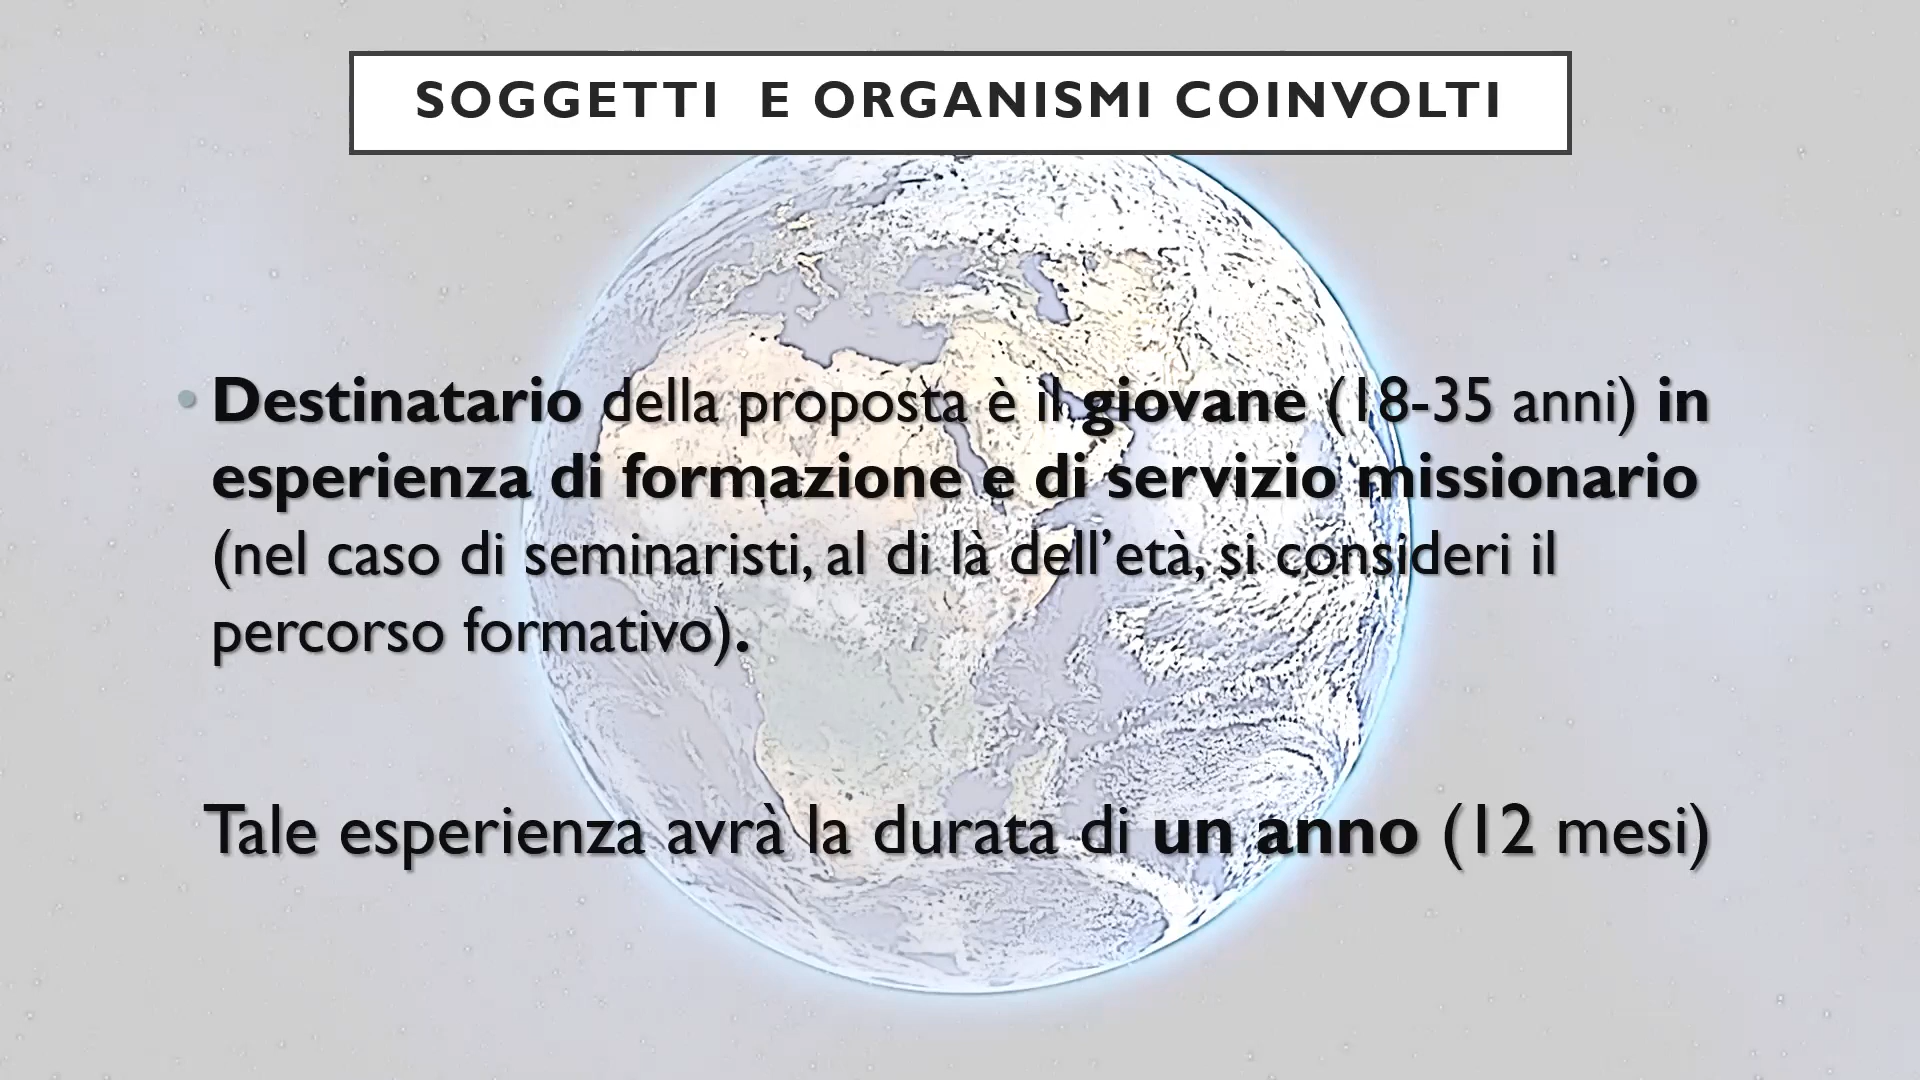 SOGGETTI E ORGANISMI COINVOLTI
• Destinatario della proposta è il giovane (18-35 anni) in
esperienza di formazione e di servizio missionario
(nel caso di seminaristi, al di là dell’età, si consideri il
percorso formativo).
Tale esperienza avrà la durata di un anno (12 mesi)